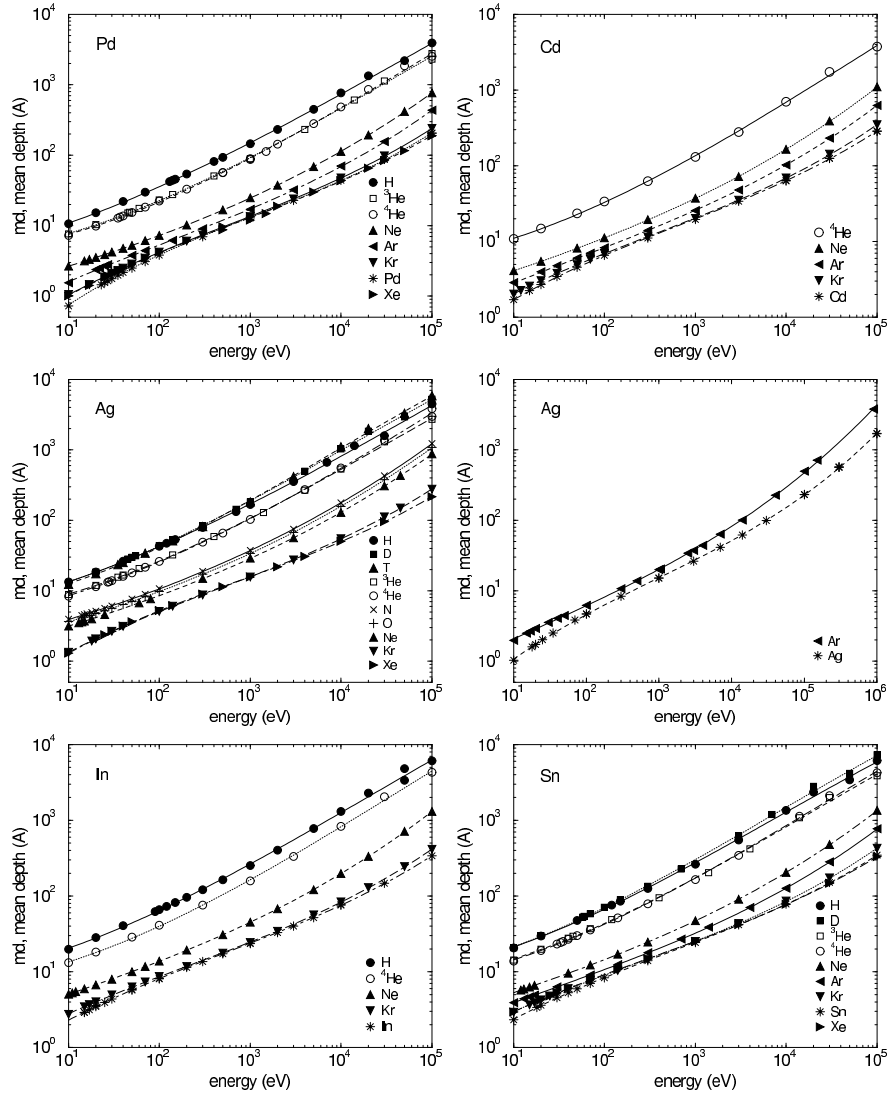 Pd
md, mean depth (A)
10^4
10^3
10^2
10^1
10^0
H
^3He
^4He
Ne
Ar
Kr
Pd
Xe
10^1 10^2 10^3 10^4 10^5
energy (eV)
Cd
md, mean depth (A)
10^4
10^3
10^2
10^1
10^0
^4He
Ne
Ar
Kr
Cd
10^1 10^2 10^3 10^4 10^5
energy (eV)
Ag
md, mean depth (A)
10^4
10^3
10^2
10^1
10^0
H
D
T
^3He
^4He
N
O
Ne
Kr
Xe
10^1 10^2 10^3 10^4 10^5
energy (eV)
Ag
md, mean depth (A)
10^4
10^3
10^2
10^1
10^0
Ar
Ag
10^1 10^2 10^3 10^4 10^5 10^6
energy (eV)
In
md, mean depth (A)
10^4
10^3
10^2
10^1
10^0
H
^4He
Ne
Kr
In
10^1 10^2 10^3 10^4 10^5
energy (eV)
Sn
md, mean depth (A)
10^4
10^3
10^2
10^1
10^0
H
D
^3He
^4He
Ne
Ar
Kr
Sn
Xe
10^1 10^2 10^3 10^4 10^5
energy (eV)